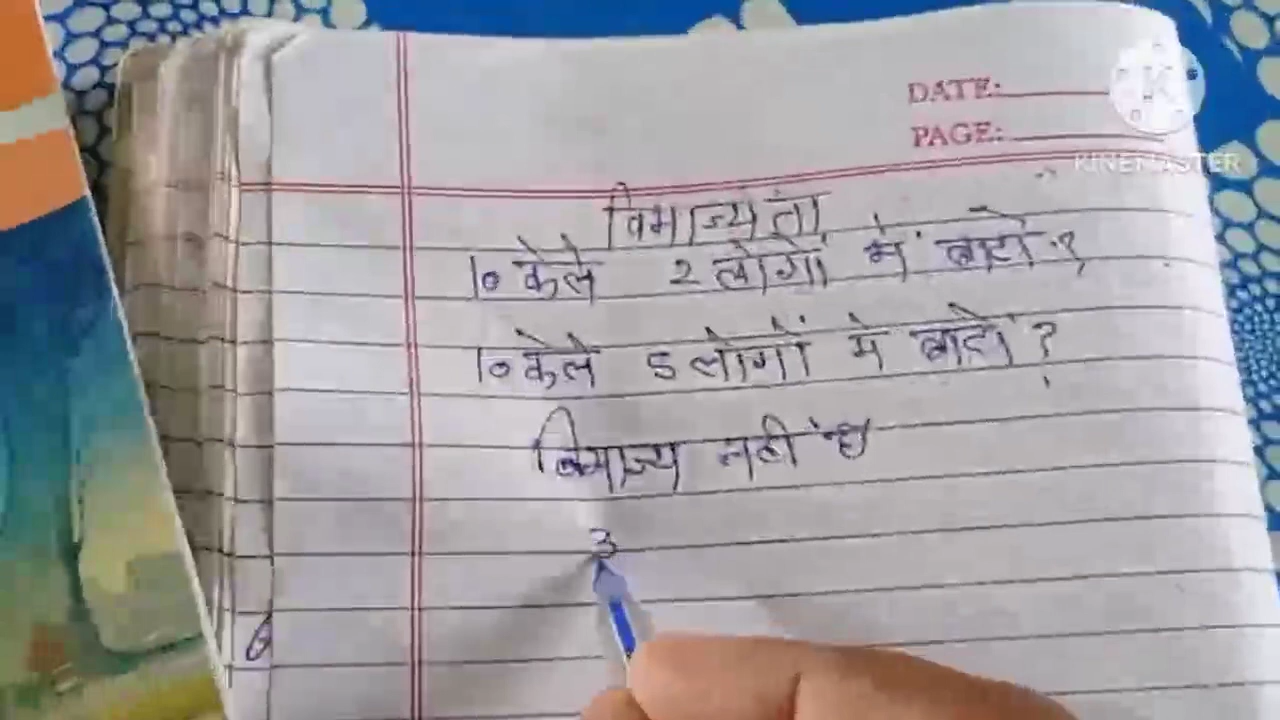 DATE:
PAGE:
KINEMASTER
विभाज्यता
10 केले 2 लोगों में बाटो ?
10 केले 5 लोगों मे बाटो ?
विभाज्य नहीं है
3